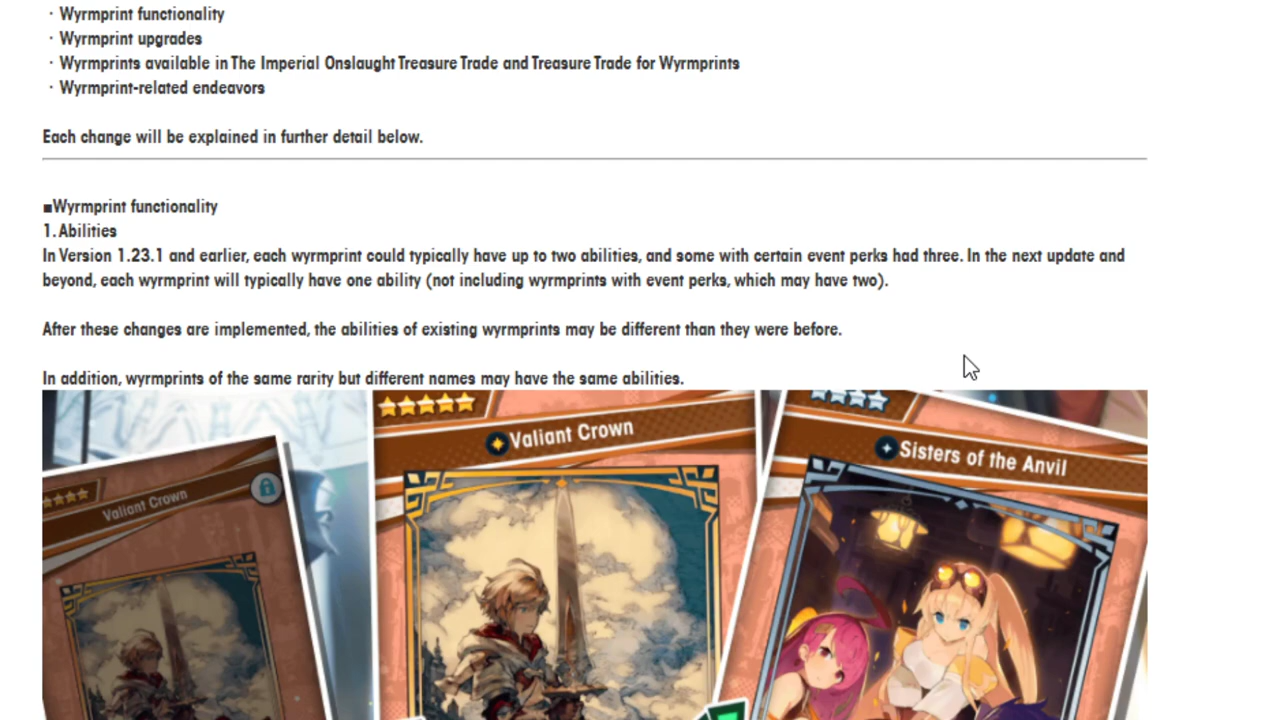 · Wyrmprint functionality
· Wyrmprint upgrades
· Wyrmprints available in The Imperial Onslaught Treasure Trade and Treasure Trade for Wyrmprints
· Wyrmprint-related endeavors
Each change will be explained in further detail below.
■Wyrmprint functionality
1. Abilities
In Version 1.23.1 and earlier, each wyrmprint could typically have up to two abilities, and some with certain event perks had three. In the next update and
beyond, each wyrmprint will typically have one ability (not including wyrmprints with event perks, which may have two).
After these changes are implemented, the abilities of existing wyrmprints may be different than they were before.
In addition, wyrmprints of the same rarity but different names may have the same abilities.
Valiant Crown
Valiant Crown
Sisters of the Anvil